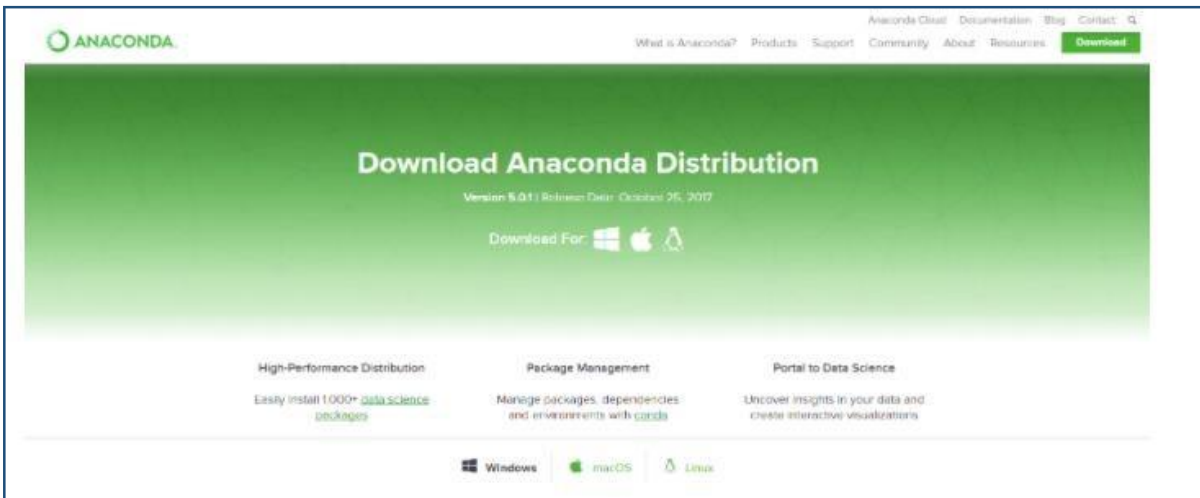 Anaconda Cloud Documentation Blog Contact
ANACONDA.
What is Anaconda? Products Support Community About Resources Download
Download Anaconda Distribution
Version 5.0.1 | Release Date: October 25, 2017
Download For:
High-Performance Distribution
Easily install 1,000+ data science
packages
Package Management
Manage packages, dependencies
and environments with conda
Portal to Data Science
Uncover insights in your data and
create interactive visualizations
Windows macOS Linux